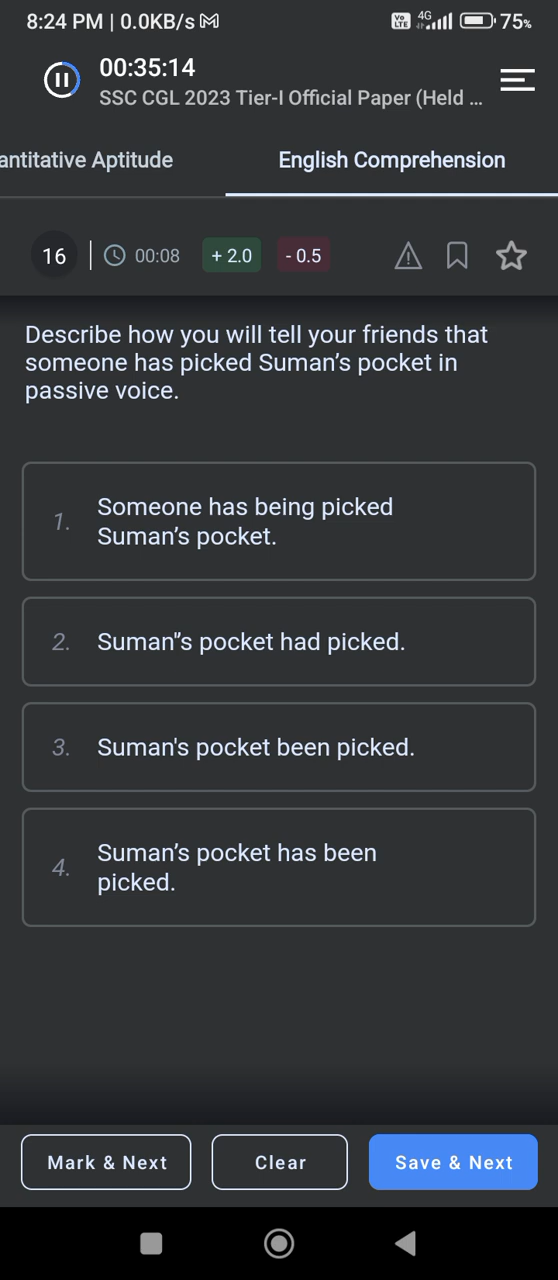 8:24 PM | 0.0KB/s M Vo LTE 4G 75%
00:35:14
SSC CGL 2023 Tier-I Official Paper (Held ...
antitative Aptitude English Comprehension
16 | 00:08 + 2.0 - 0.5
Describe how you will tell your friends that
someone has picked Suman’s pocket in
passive voice.
1. Someone has being picked
Suman’s pocket.
2. Suman"s pocket had picked.
3. Suman's pocket been picked.
4. Suman’s pocket has been
picked.
Mark & Next Clear Save & Next